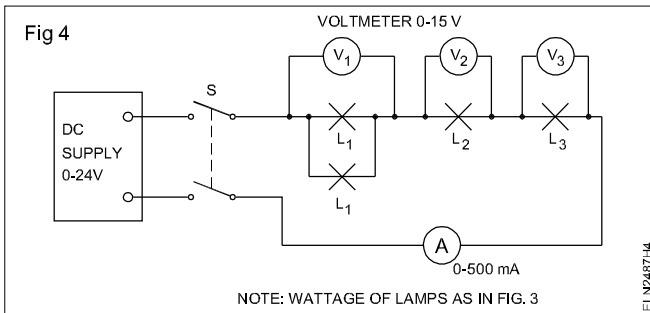 Fig 4
VOLTMETER 0-15 V
V1
V2
V3
S
DC
SUPPLY
0-24V
L1
L2
L3
L1
A
0-500 mA
NOTE: WATTAGE OF LAMPS AS IN FIG. 3
ELN2487H4